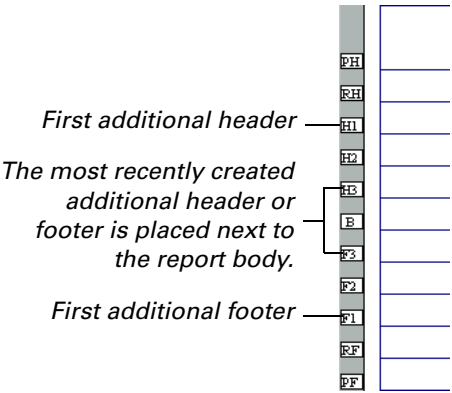 PH
RH
First additional header
H1
H2
The most recently created
additional header or
footer is placed next to
the report body.
H3
B
F3
F2
First additional footer
F1
RF
PF